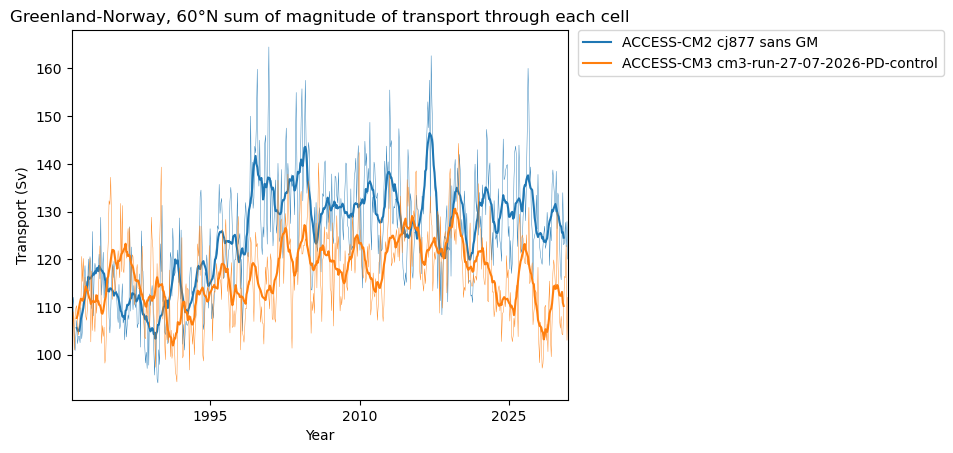 Greenland-Norway, 60°N sum of magnitude of transport through each cell
ACCESS-CM2 cj877 sans GM
ACCESS-CM3 cm3-run-27-07-2026-PD-control
160
150
140
130
120
110
100
Transport (Sv)
1995
2010
2025
Year